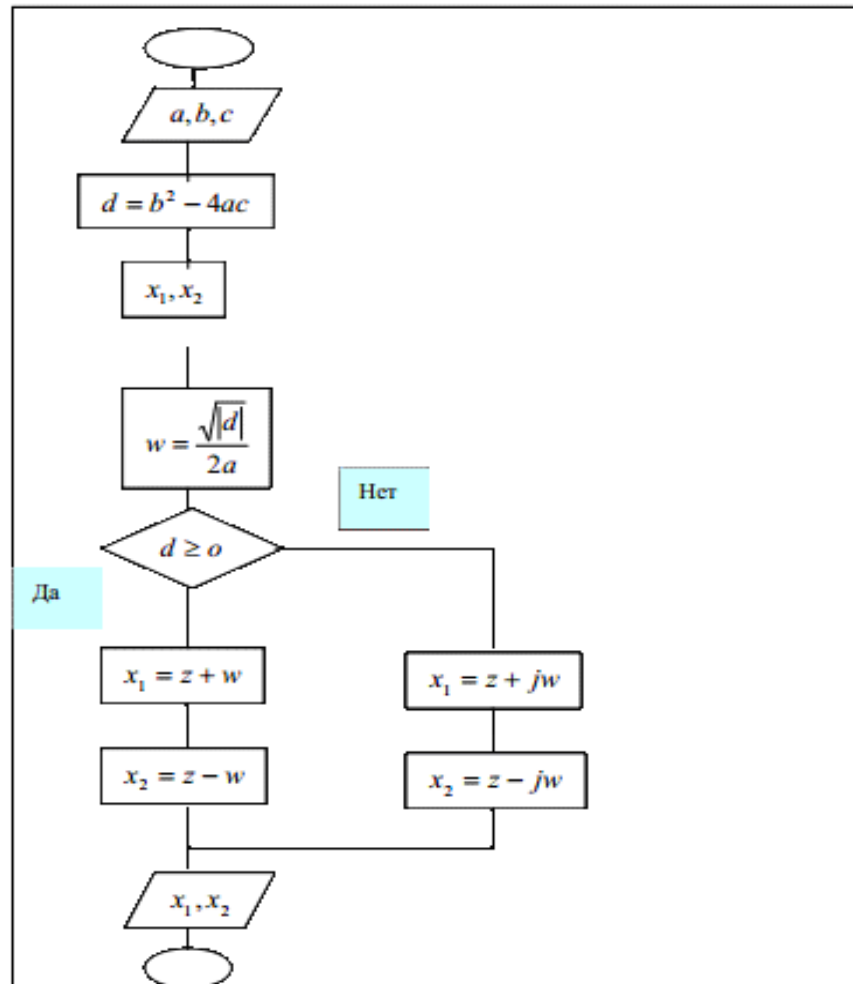 a, b, c
d = b² − 4ac
x₁, x₂
w = √|d| / 2a
Нет
d ≥ o
Да
x₁ = z + w
x₁ = z + jw
x₂ = z − w
x₂ = z − jw
x₁, x₂